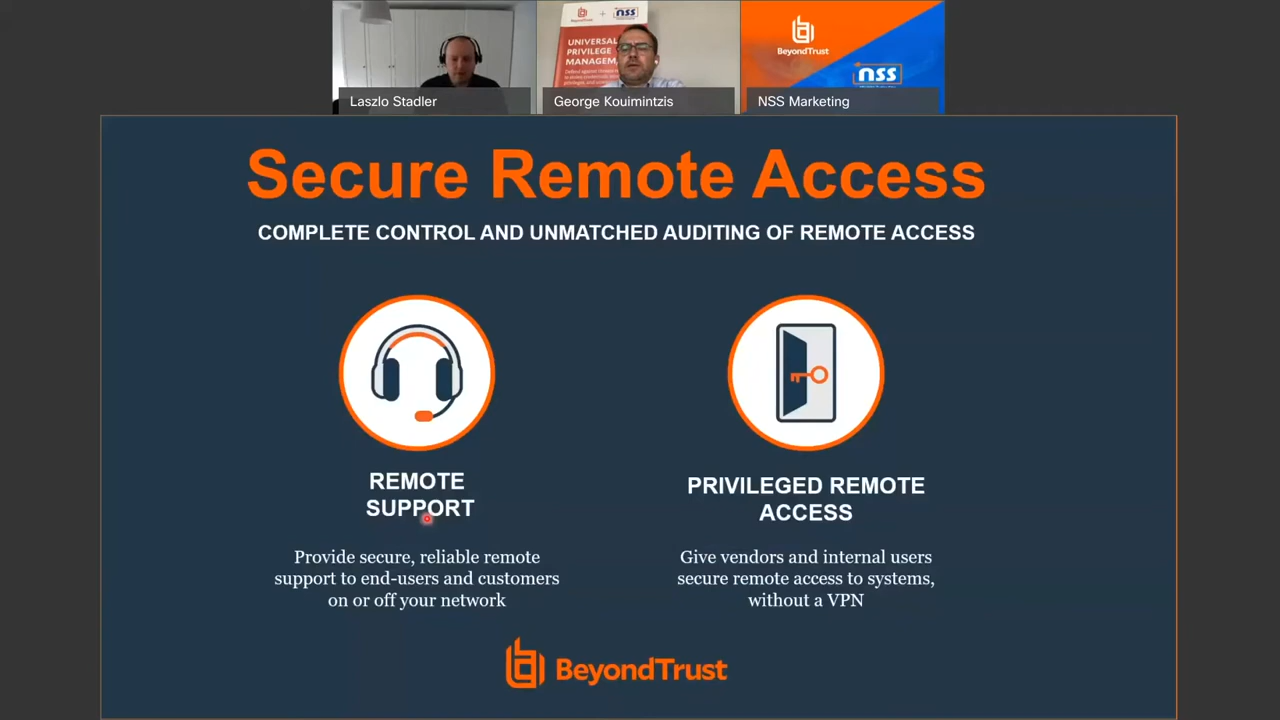 BeyondTrust
+
nss
UNIVERSAL
PRIVILEGE
MANAGEM
BeyondTrust
nss
Laszlo Stadler
George Kouimintzis
NSS Marketing
Secure Remote Access
COMPLETE CONTROL AND UNMATCHED AUDITING OF REMOTE ACCESS
REMOTE
SUPPORT
Provide secure, reliable remote
support to end-users and customers
on or off your network
PRIVILEGED REMOTE
ACCESS
Give vendors and internal users
secure remote access to systems,
without a VPN
BeyondTrust